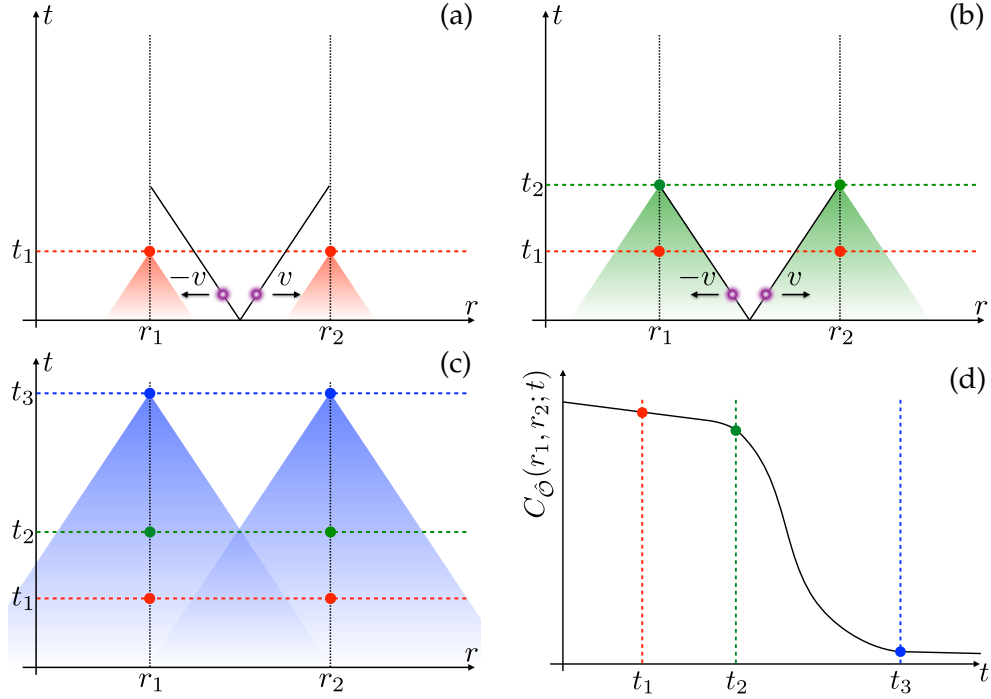 t (a)
t₁
−v v
r₁ r₂ r
t (b)
t₂
t₁
−v v
r₁ r₂ r
t (c)
t₃
t₂
t₁
r₁ r₂ r
(d)
C_𝒪̂(r₁, r₂; t)
t₁ t₂ t₃ t